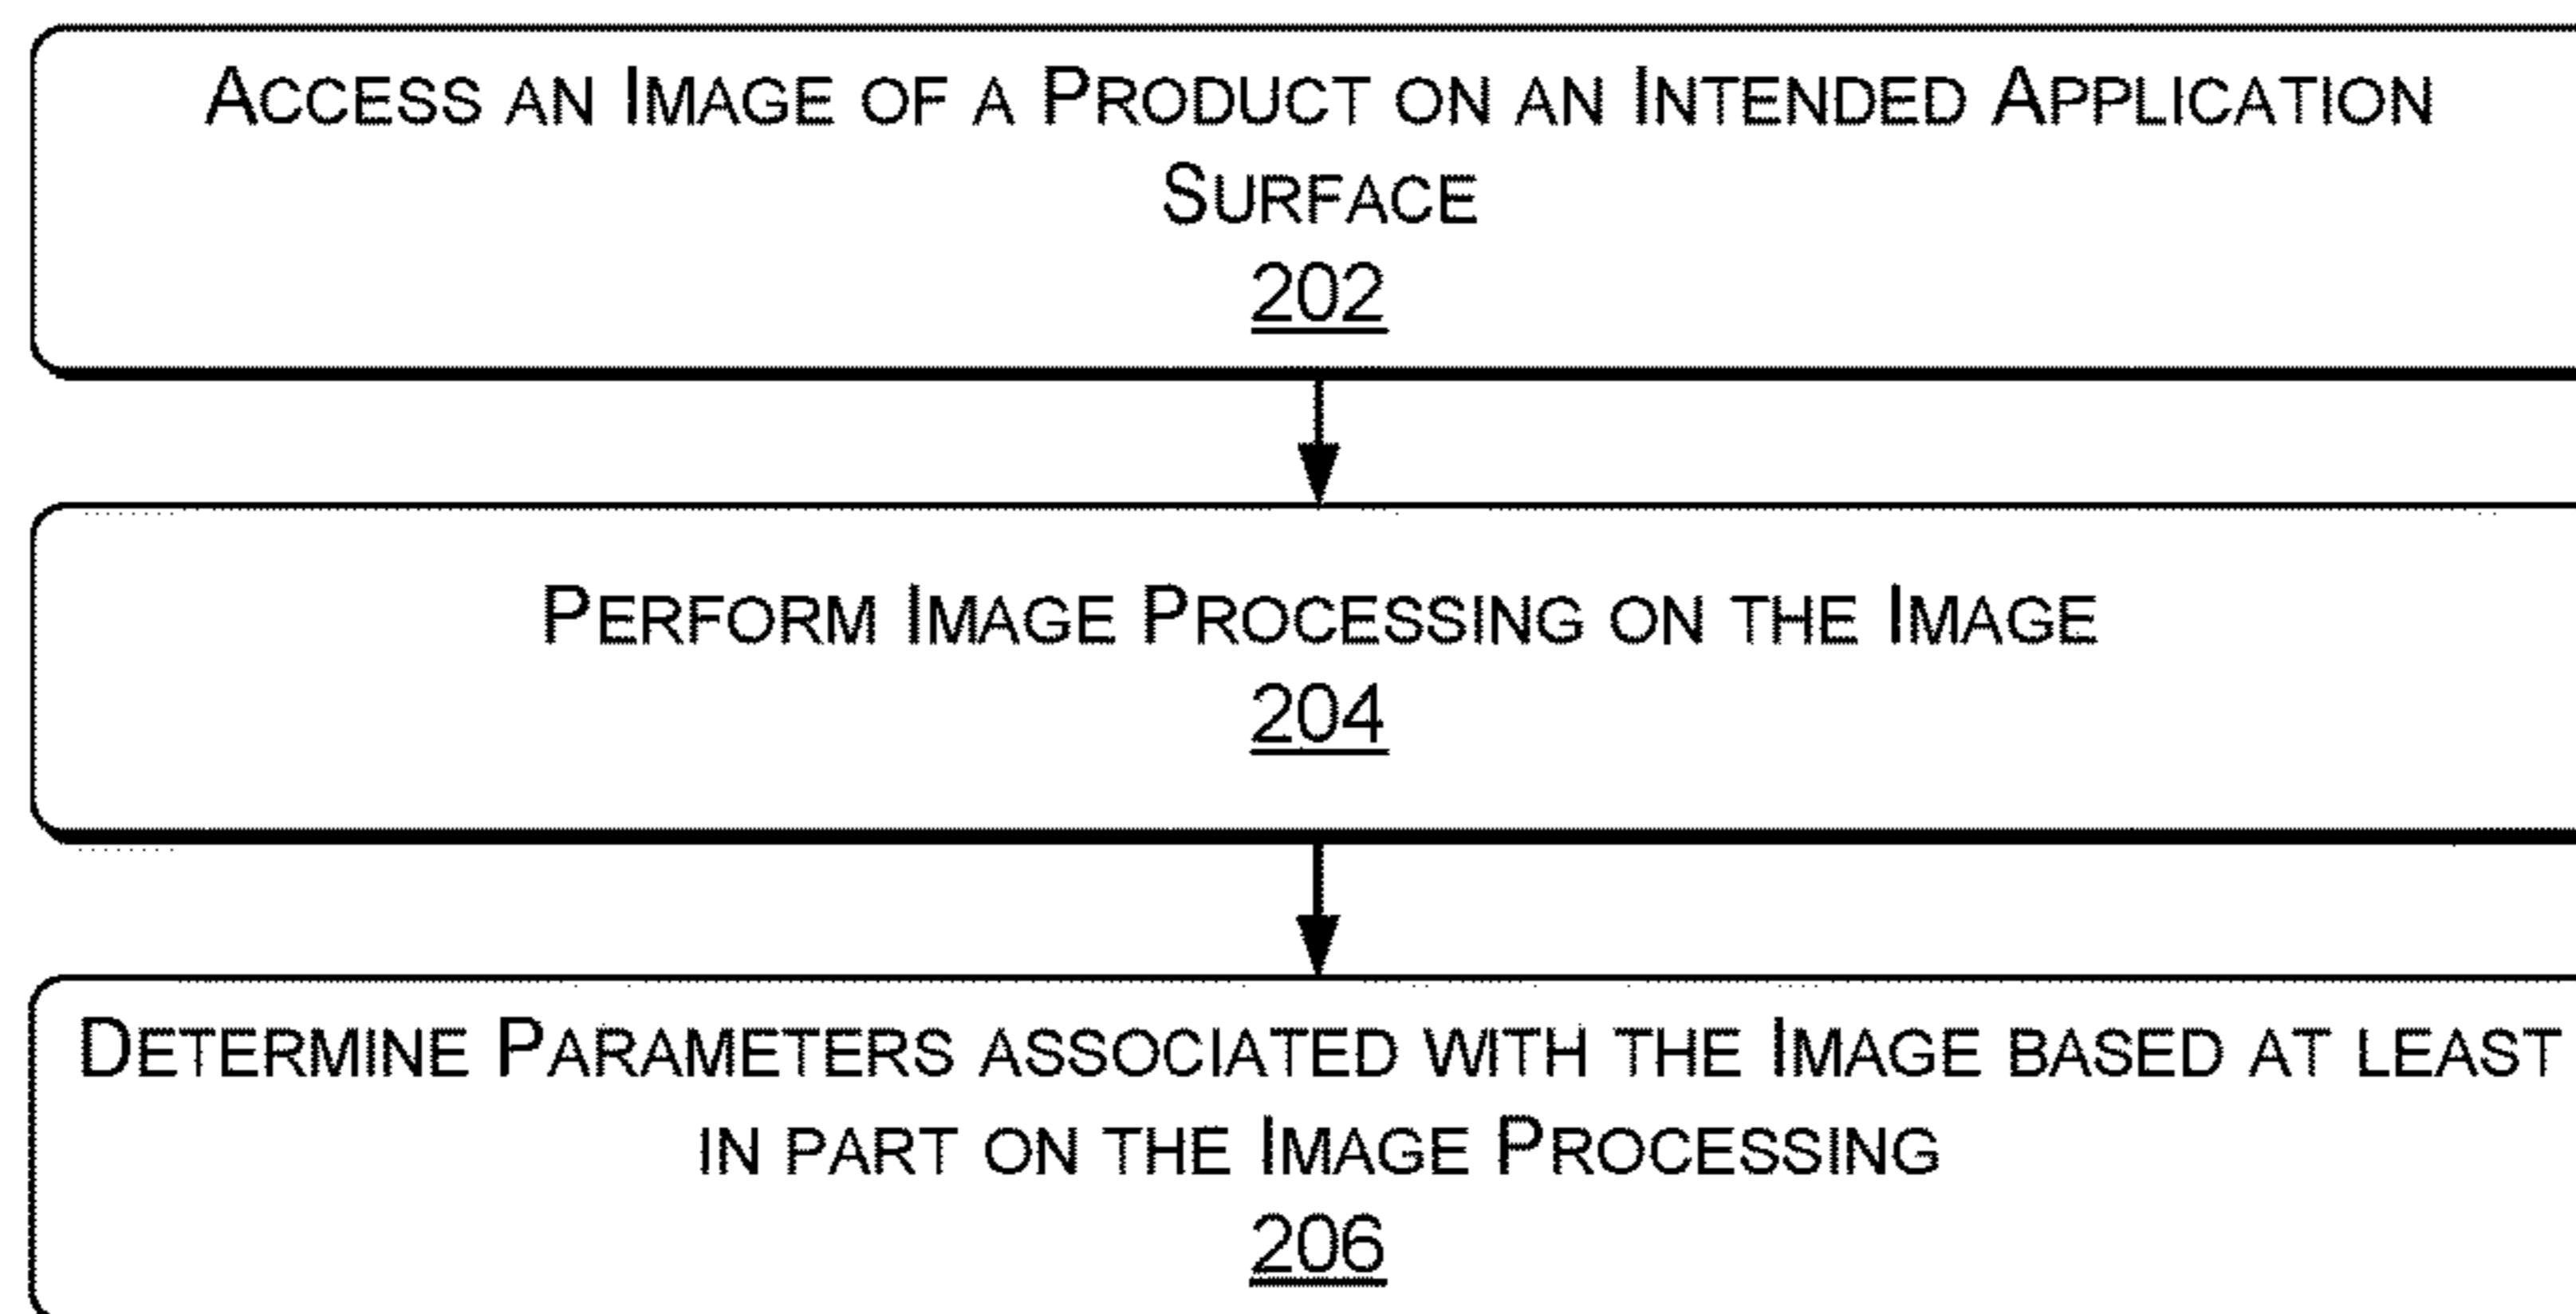 ACCESS AN IMAGE OF A PRODUCT ON AN INTENDED APPLICATION
SURFACE
202
PERFORM IMAGE PROCESSING ON THE IMAGE
204
DETERMINE PARAMETERS ASSOCIATED WITH THE IMAGE BASED AT LEAST
IN PART ON THE IMAGE PROCESSING
206